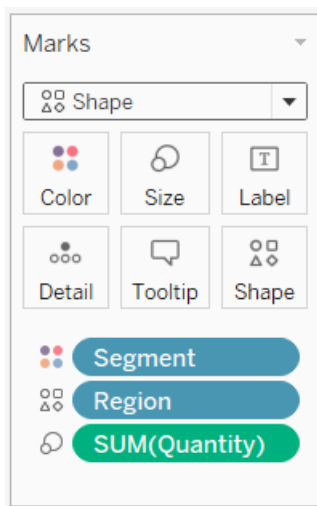 Marks
Shape
Color Size Label
Detail Tooltip Shape
Segment
Region
SUM(Quantity)